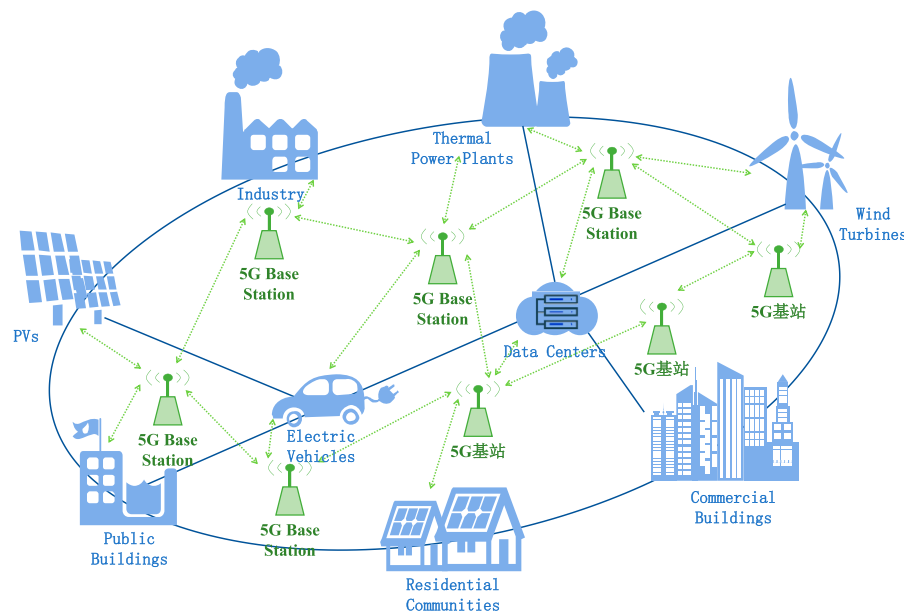 Thermal
Power Plants
Industry
5G Base
Station
Wind
Turbines
5G Base
Station
5G Base
Station
PVs
5G基站
Data Centers
5G基站
5G Base
Station
Electric
Vehicles
5G基站
Commercial
Buildings
5G Base
Station
Public
Buildings
Residential
Communities